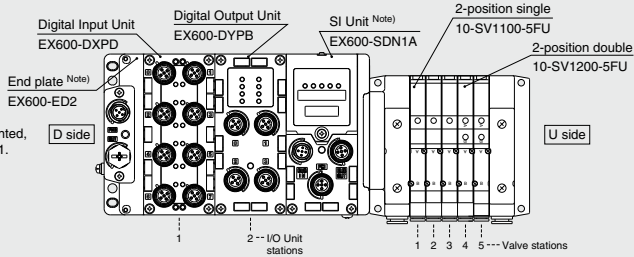 Digital Input Unit
EX600-DXPD
Digital Output Unit
EX600-DYPB
SI Unit Note)
EX600-SDN1A
2-position single
10-SV1100-5FU
2-position double
10-SV1200-5FU
End plate Note)
EX600-ED2
nted,
1.
D side
U side
1
2 -- I/O Unit
stations
1 2 3 4 5 --- Valve stations